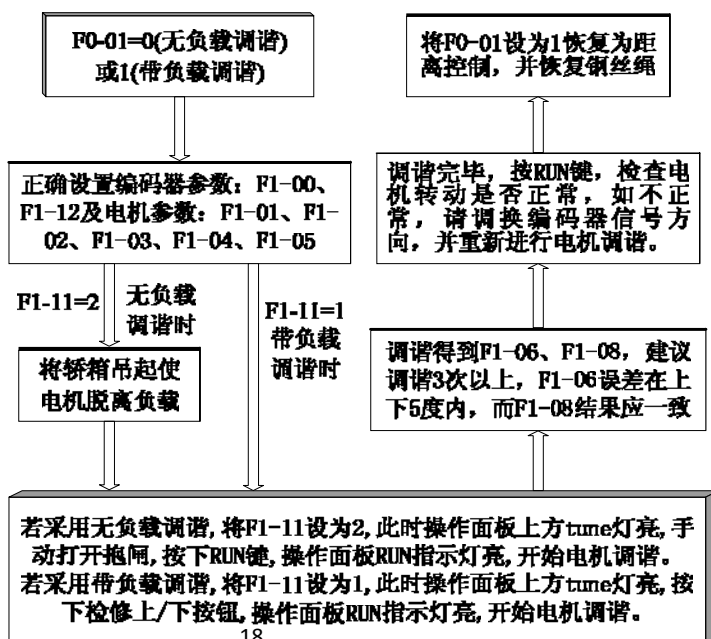 F0-01=0(无负载调谐)
或1(带负载调谐)
正确设置编码器参数：F1-00、
F1-12及电机参数：F1-01、F1-
02、F1-03、F1-04、F1-05
F1-11=2
无负载
调谐时
F1-11=1
带负载
调谐时
将轿箱吊起使
电机脱离负载
若采用无负载调谐,将F1-11设为2,此时操作面板上方tune灯亮,手
动打开抱闸,按下RUN键,操作面板RUN指示灯亮,开始电机调谐。
若采用带负载调谐,将F1-11设为1,此时操作面板上方tune灯亮,按
下检修上/下按钮,操作面板RUN指示灯亮,开始电机调谐。
调谐得到F1-06、F1-08，建议
调谐3次以上，F1-06误差在上
下5度内，而F1-08结果应一致
调谐完毕，按RUN键，检查电
机转动是否正常，如不正
常，请调换编码器信号方
向，并重新进行电机调谐。
将F0-01设为1恢复为距
离控制，并恢复钢丝绳
18